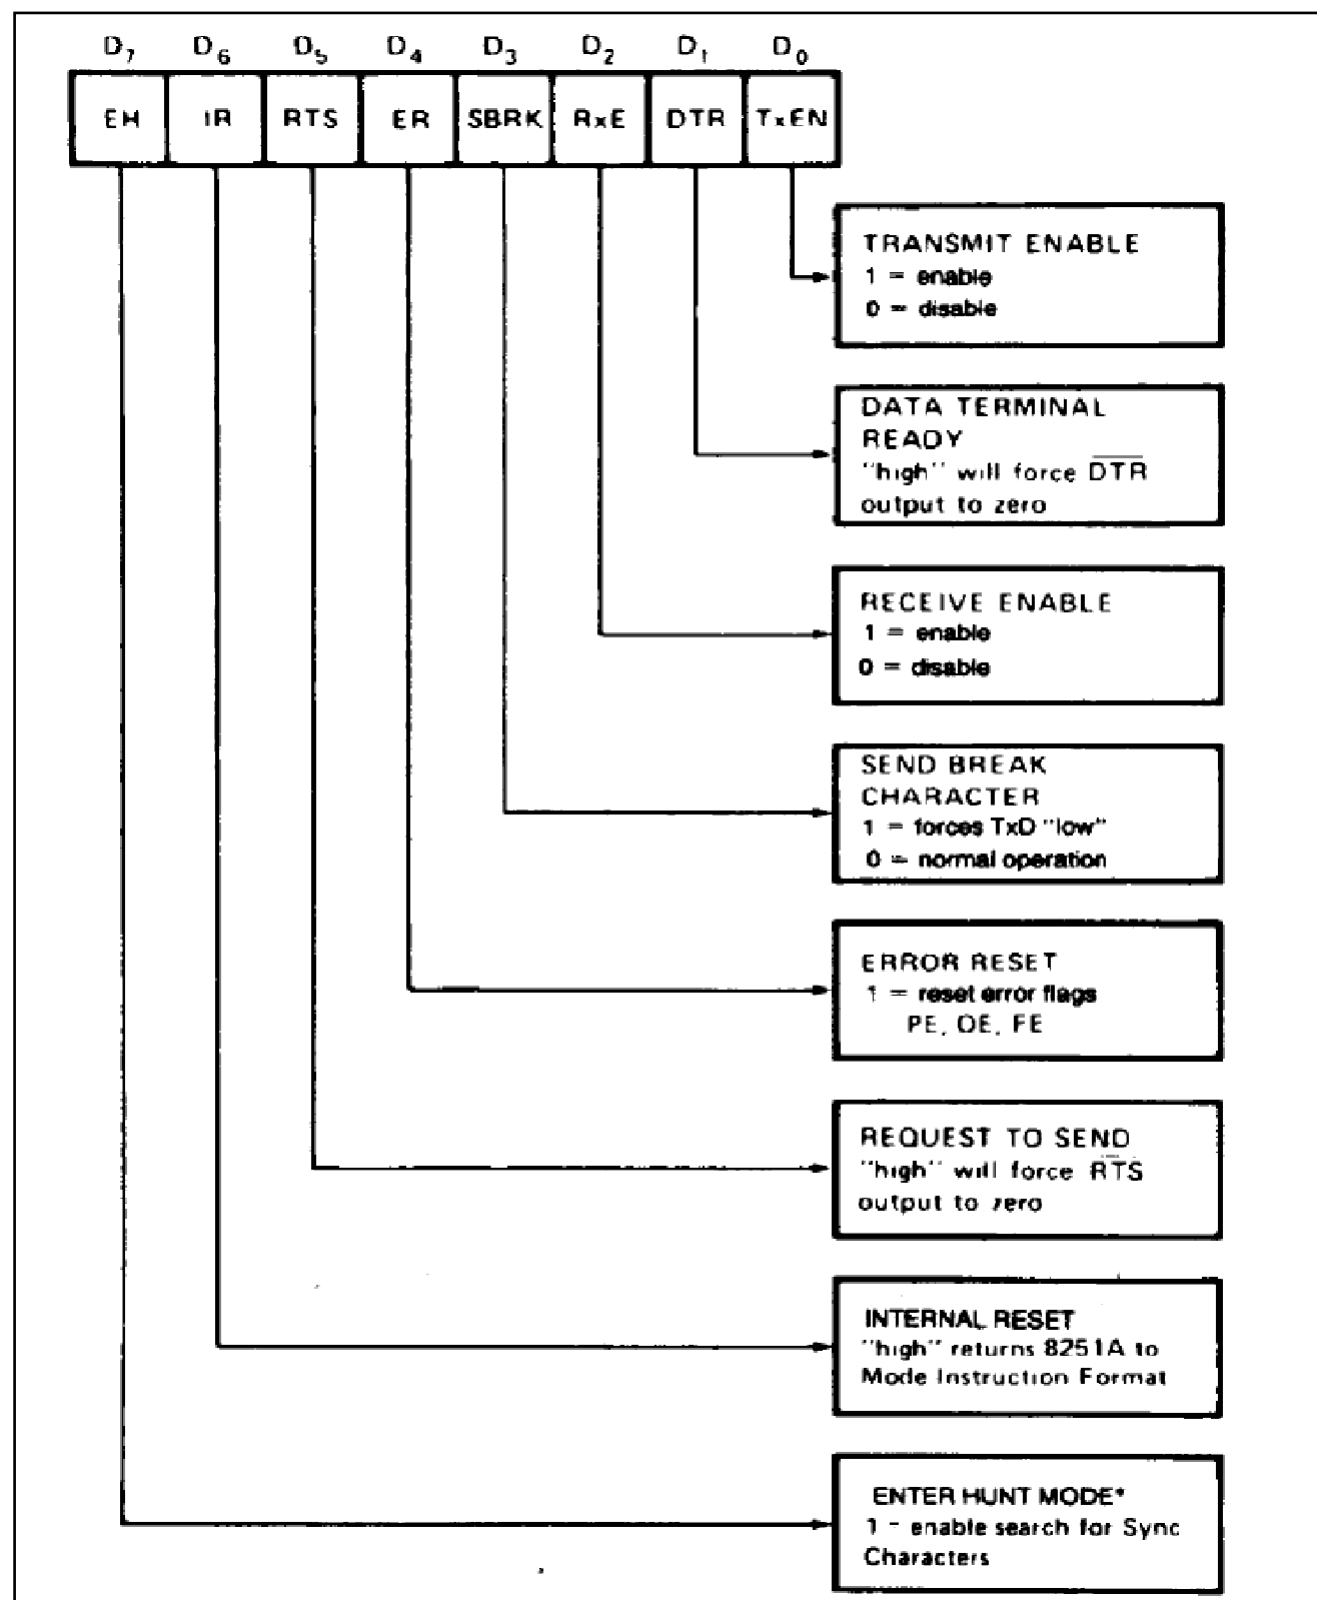 D7 D6 D5 D4 D3 D2 D1 D0
EH IR RTS ER SBRK RxE DTR TxEN
TRANSMIT ENABLE
1 = enable
0 = disable
DATA TERMINAL
READY
"high" will force D̅T̅R̅
output to zero
RECEIVE ENABLE
1 = enable
0 = disable
SEND BREAK
CHARACTER
1 = forces TxD "low"
0 = normal operation
ERROR RESET
1 = reset error flags
PE, OE, FE
REQUEST TO SEND
"high" will force R̅T̅S̅
output to zero
INTERNAL RESET
"high" returns 8251A to
Mode Instruction Format
ENTER HUNT MODE*
1 = enable search for Sync
Characters